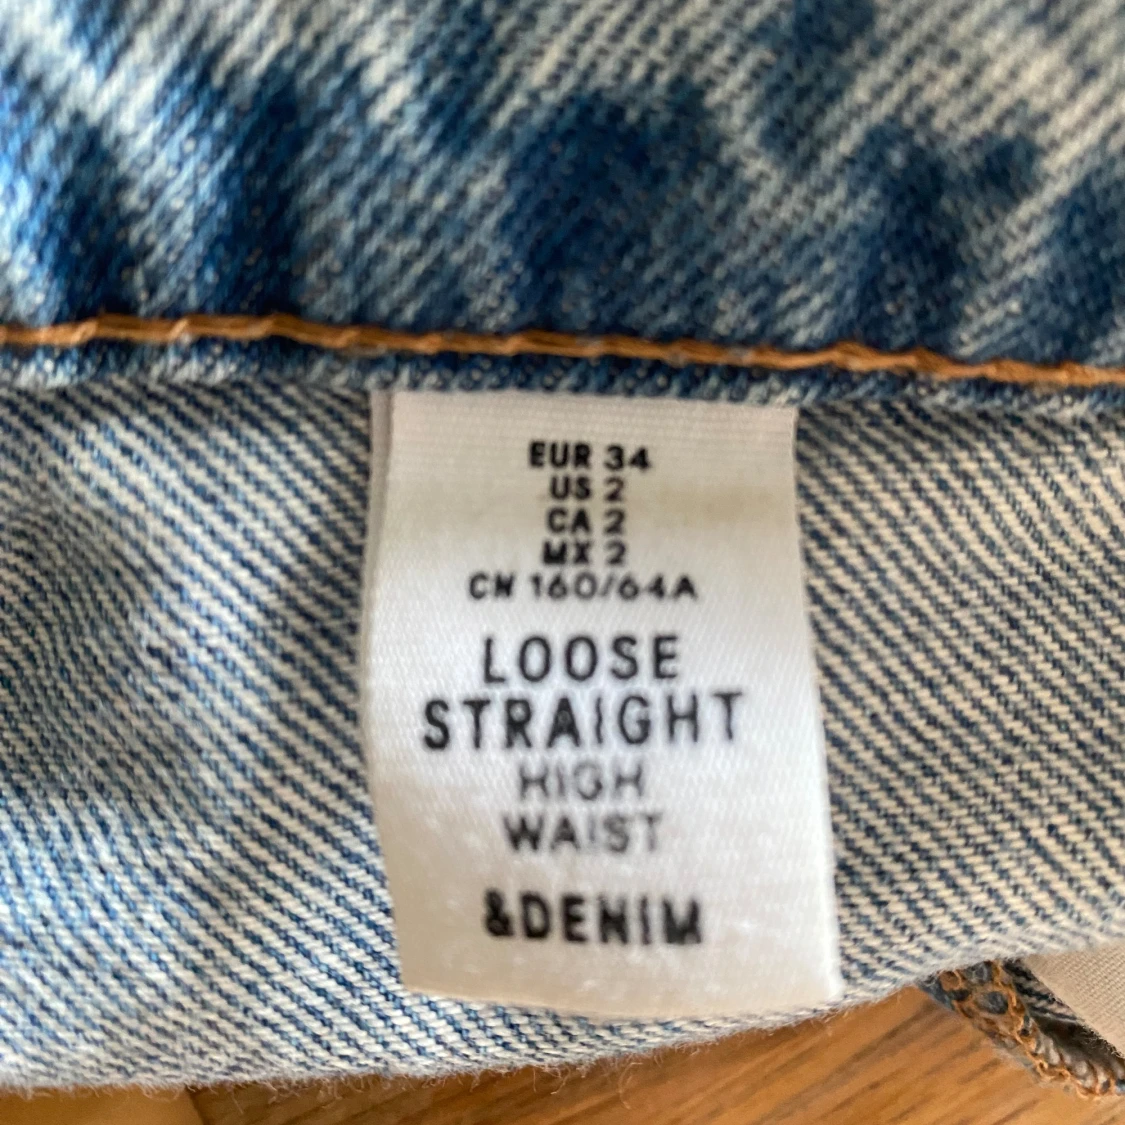 EUR 34
US 2
CA 2
MX 2
CN 160/64A
LOOSE
STRAIGHT
HIGH
WAIST
&DENIM